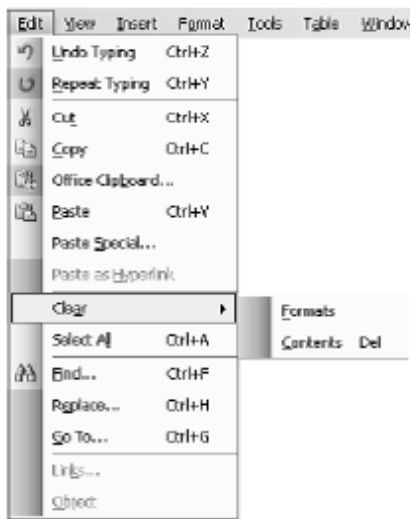 Edit View Insert Format Tools Table Window
Undo Typing Ctrl+Z
Repeat Typing Ctrl+Y
Cut Ctrl+X
Copy Ctrl+C
Office Clipboard...
Paste Ctrl+V
Paste Special...
Paste as Hyperlink
Clear
Formats
Select All Ctrl+A
Contents Del
Find... Ctrl+F
Replace... Ctrl+H
Go To... Ctrl+G
Links...
Object